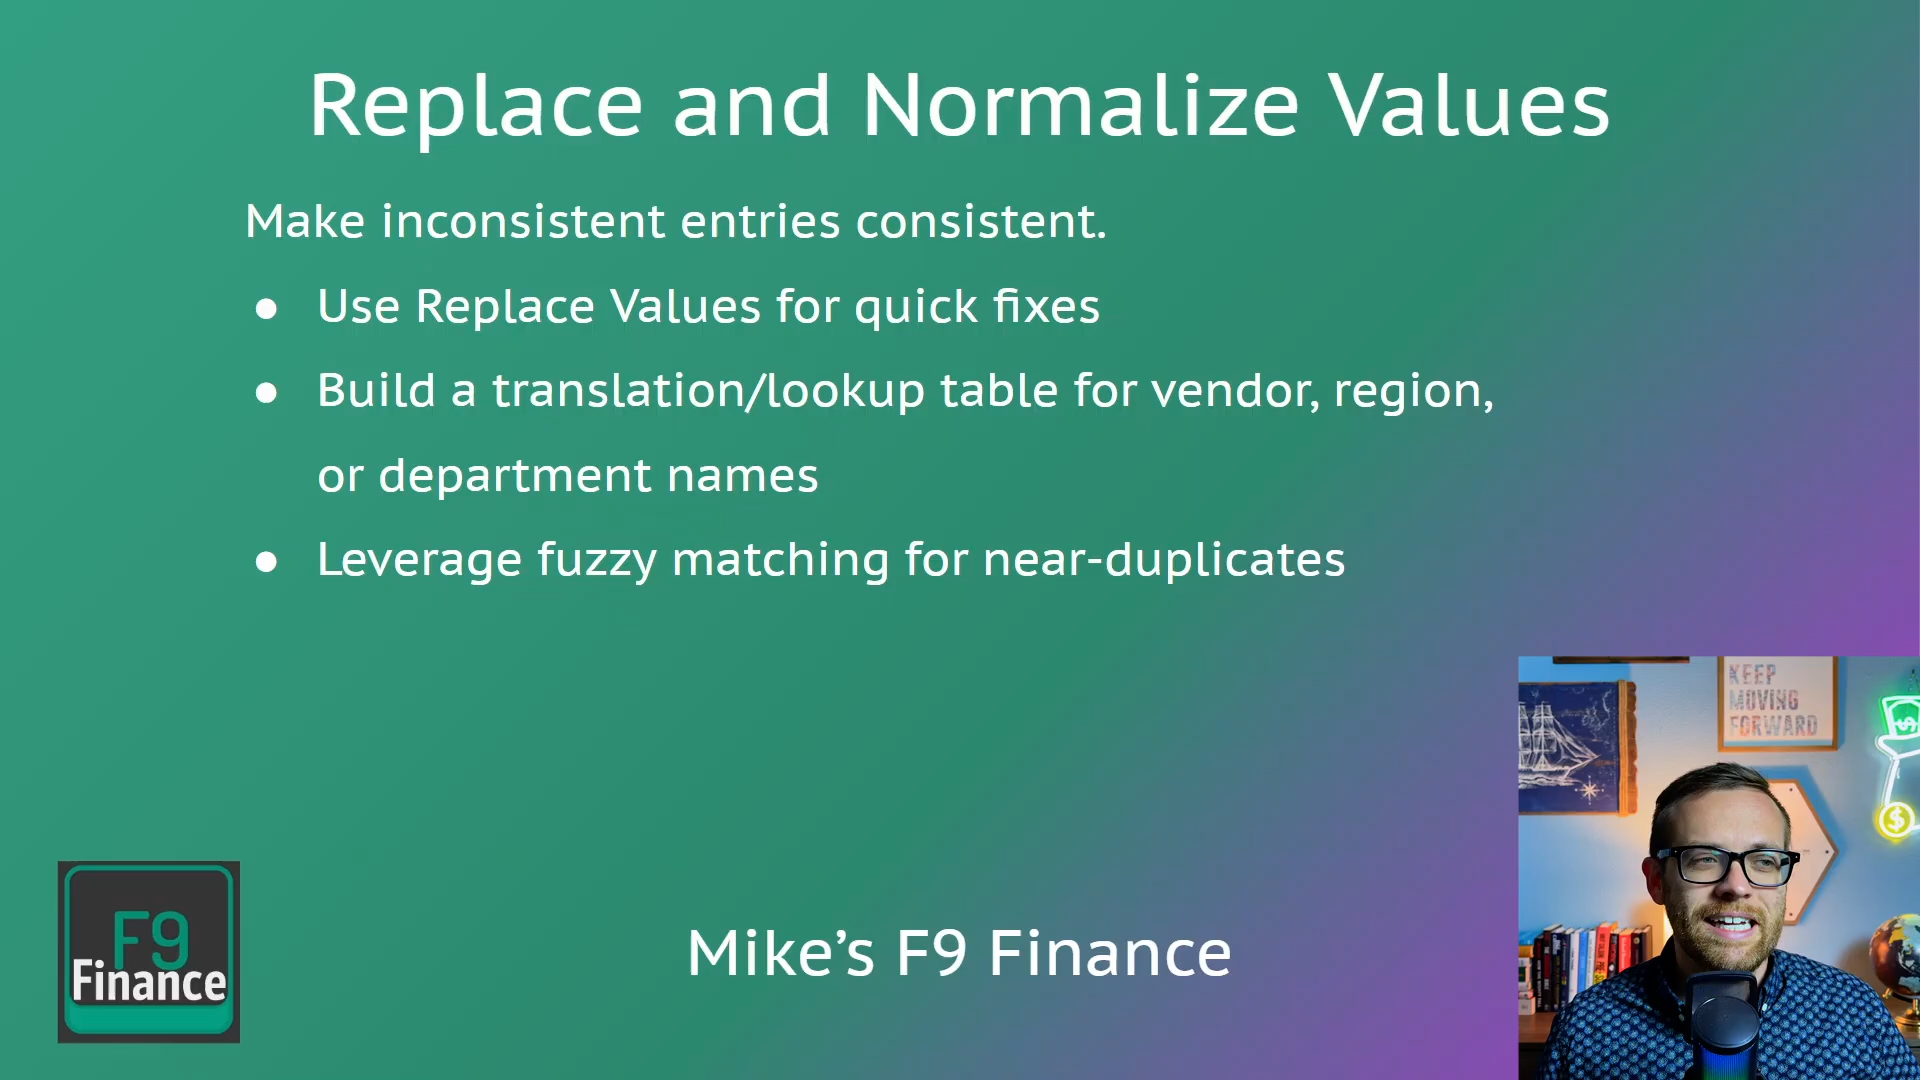 Replace and Normalize Values
Make inconsistent entries consistent.
● Use Replace Values for quick fixes
● Build a translation/lookup table for vendor, region,
or department names
● Leverage fuzzy matching for near-duplicates
KEEP
MOVING
FORWARD
F9
Finance
Mike’s F9 Finance